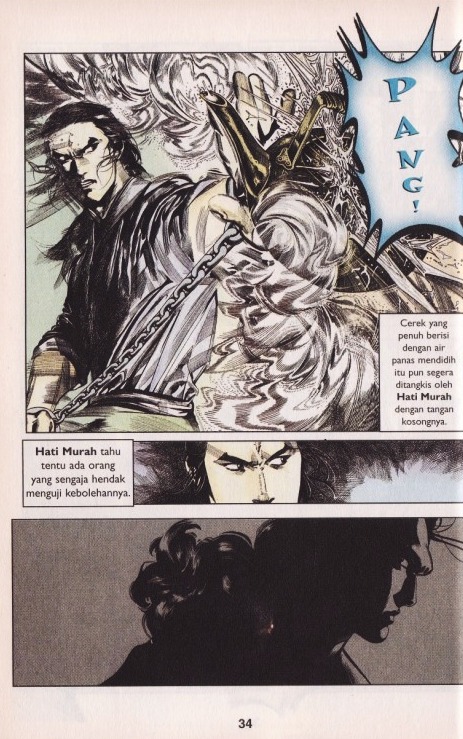 PANG!
Cerek yang
penuh berisi
dengan air
panas mendidih
itu pun segera
ditangkis oleh
Hati Murah
dengan tangan
kosongnya.
Hati Murah tahu
tentu ada orang
yang sengaja hendak
menguji kebolehannya.
34